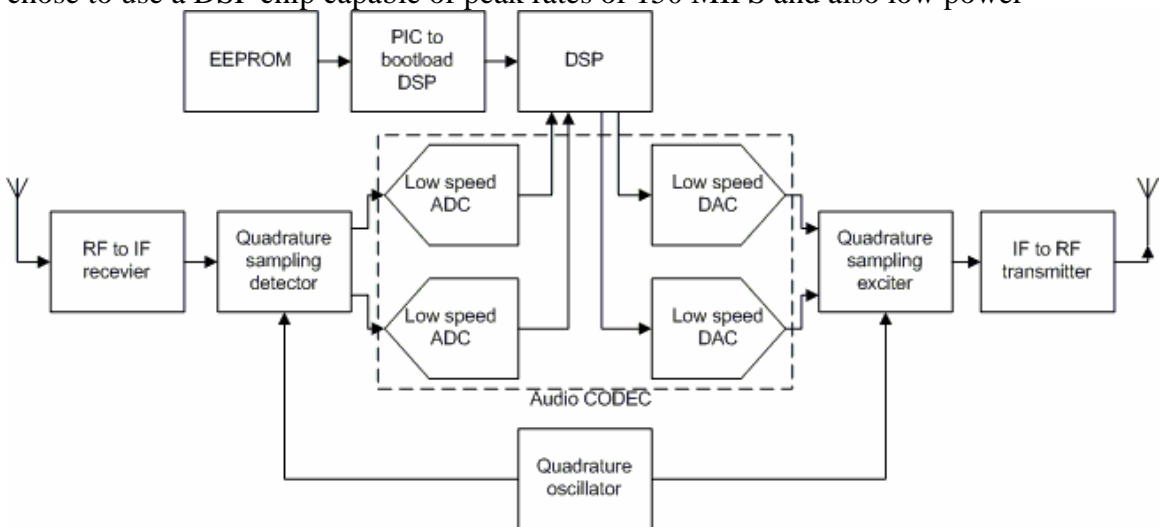 chose to use a DSP chip capable of peak rates of 150 MIPS and also low power
EEPROM
PIC to
bootload
DSP
DSP
Low speed
ADC
Low speed
DAC
RF to IF
recevier
Quadrature
sampling
detector
Quadrature
sampling
exciter
IF to RF
transmitter
Low speed
ADC
Low speed
DAC
Audio CODEC
Quadrature
oscillator